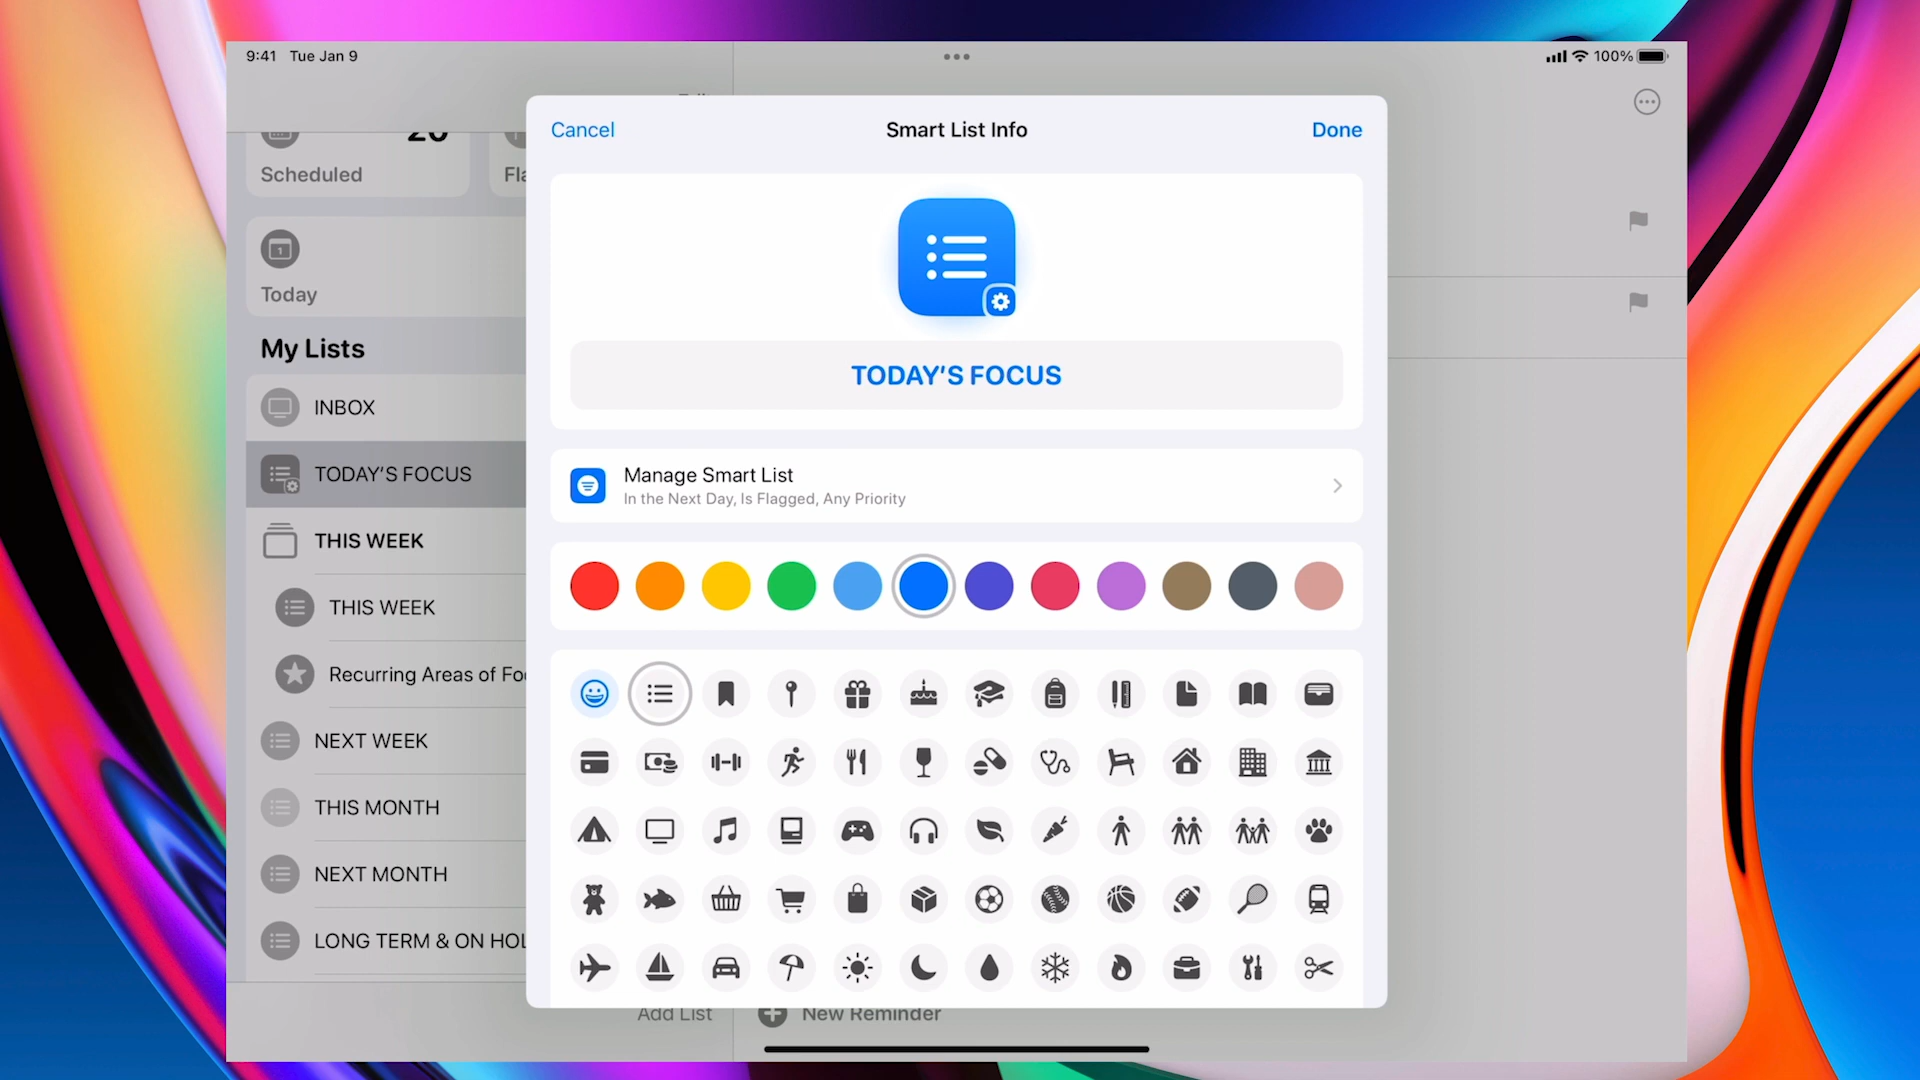 9:41 Tue Jan 9
100%
Cancel
Smart List Info
Done
Scheduled
Today
TODAY'S FOCUS
My Lists
INBOX
TODAY'S FOCUS
Manage Smart List
In the Next Day, Is Flagged, Any Priority
THIS WEEK
THIS WEEK
Recurring Areas of
NEXT WEEK
THIS MONTH
NEXT MONTH
LONG TERM & ON
Add List
New Reminder